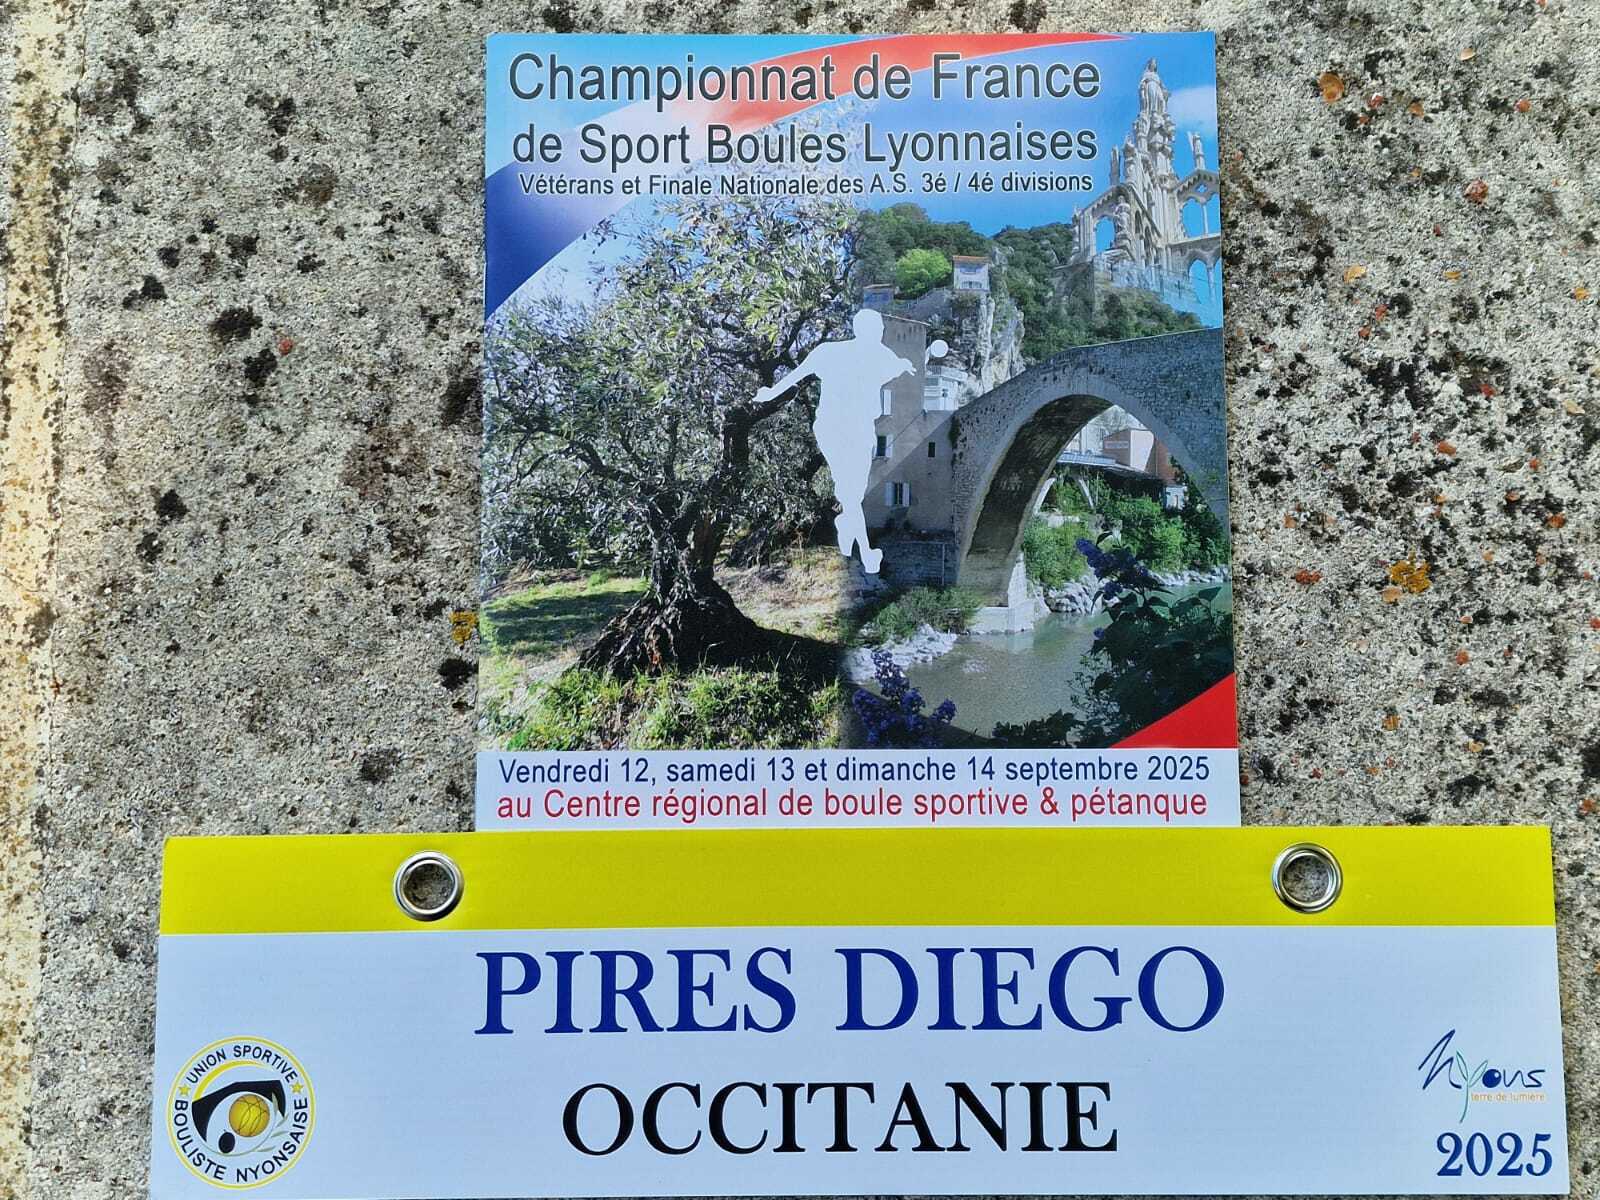 Championnat de France
de Sport Boules Lyonnaises
Vétérans et Finale Nationale des A.S. 3é / 4é divisions
Vendredi 12, samedi 13 et dimanche 14 septembre 2025
au Centre régional de boule sportive & pétanque
PIRES DIEGO
OCCITANIE
UNION SPORTIVE
BOULISTE NYONSAISE
Nyons
terre de lumière
2025